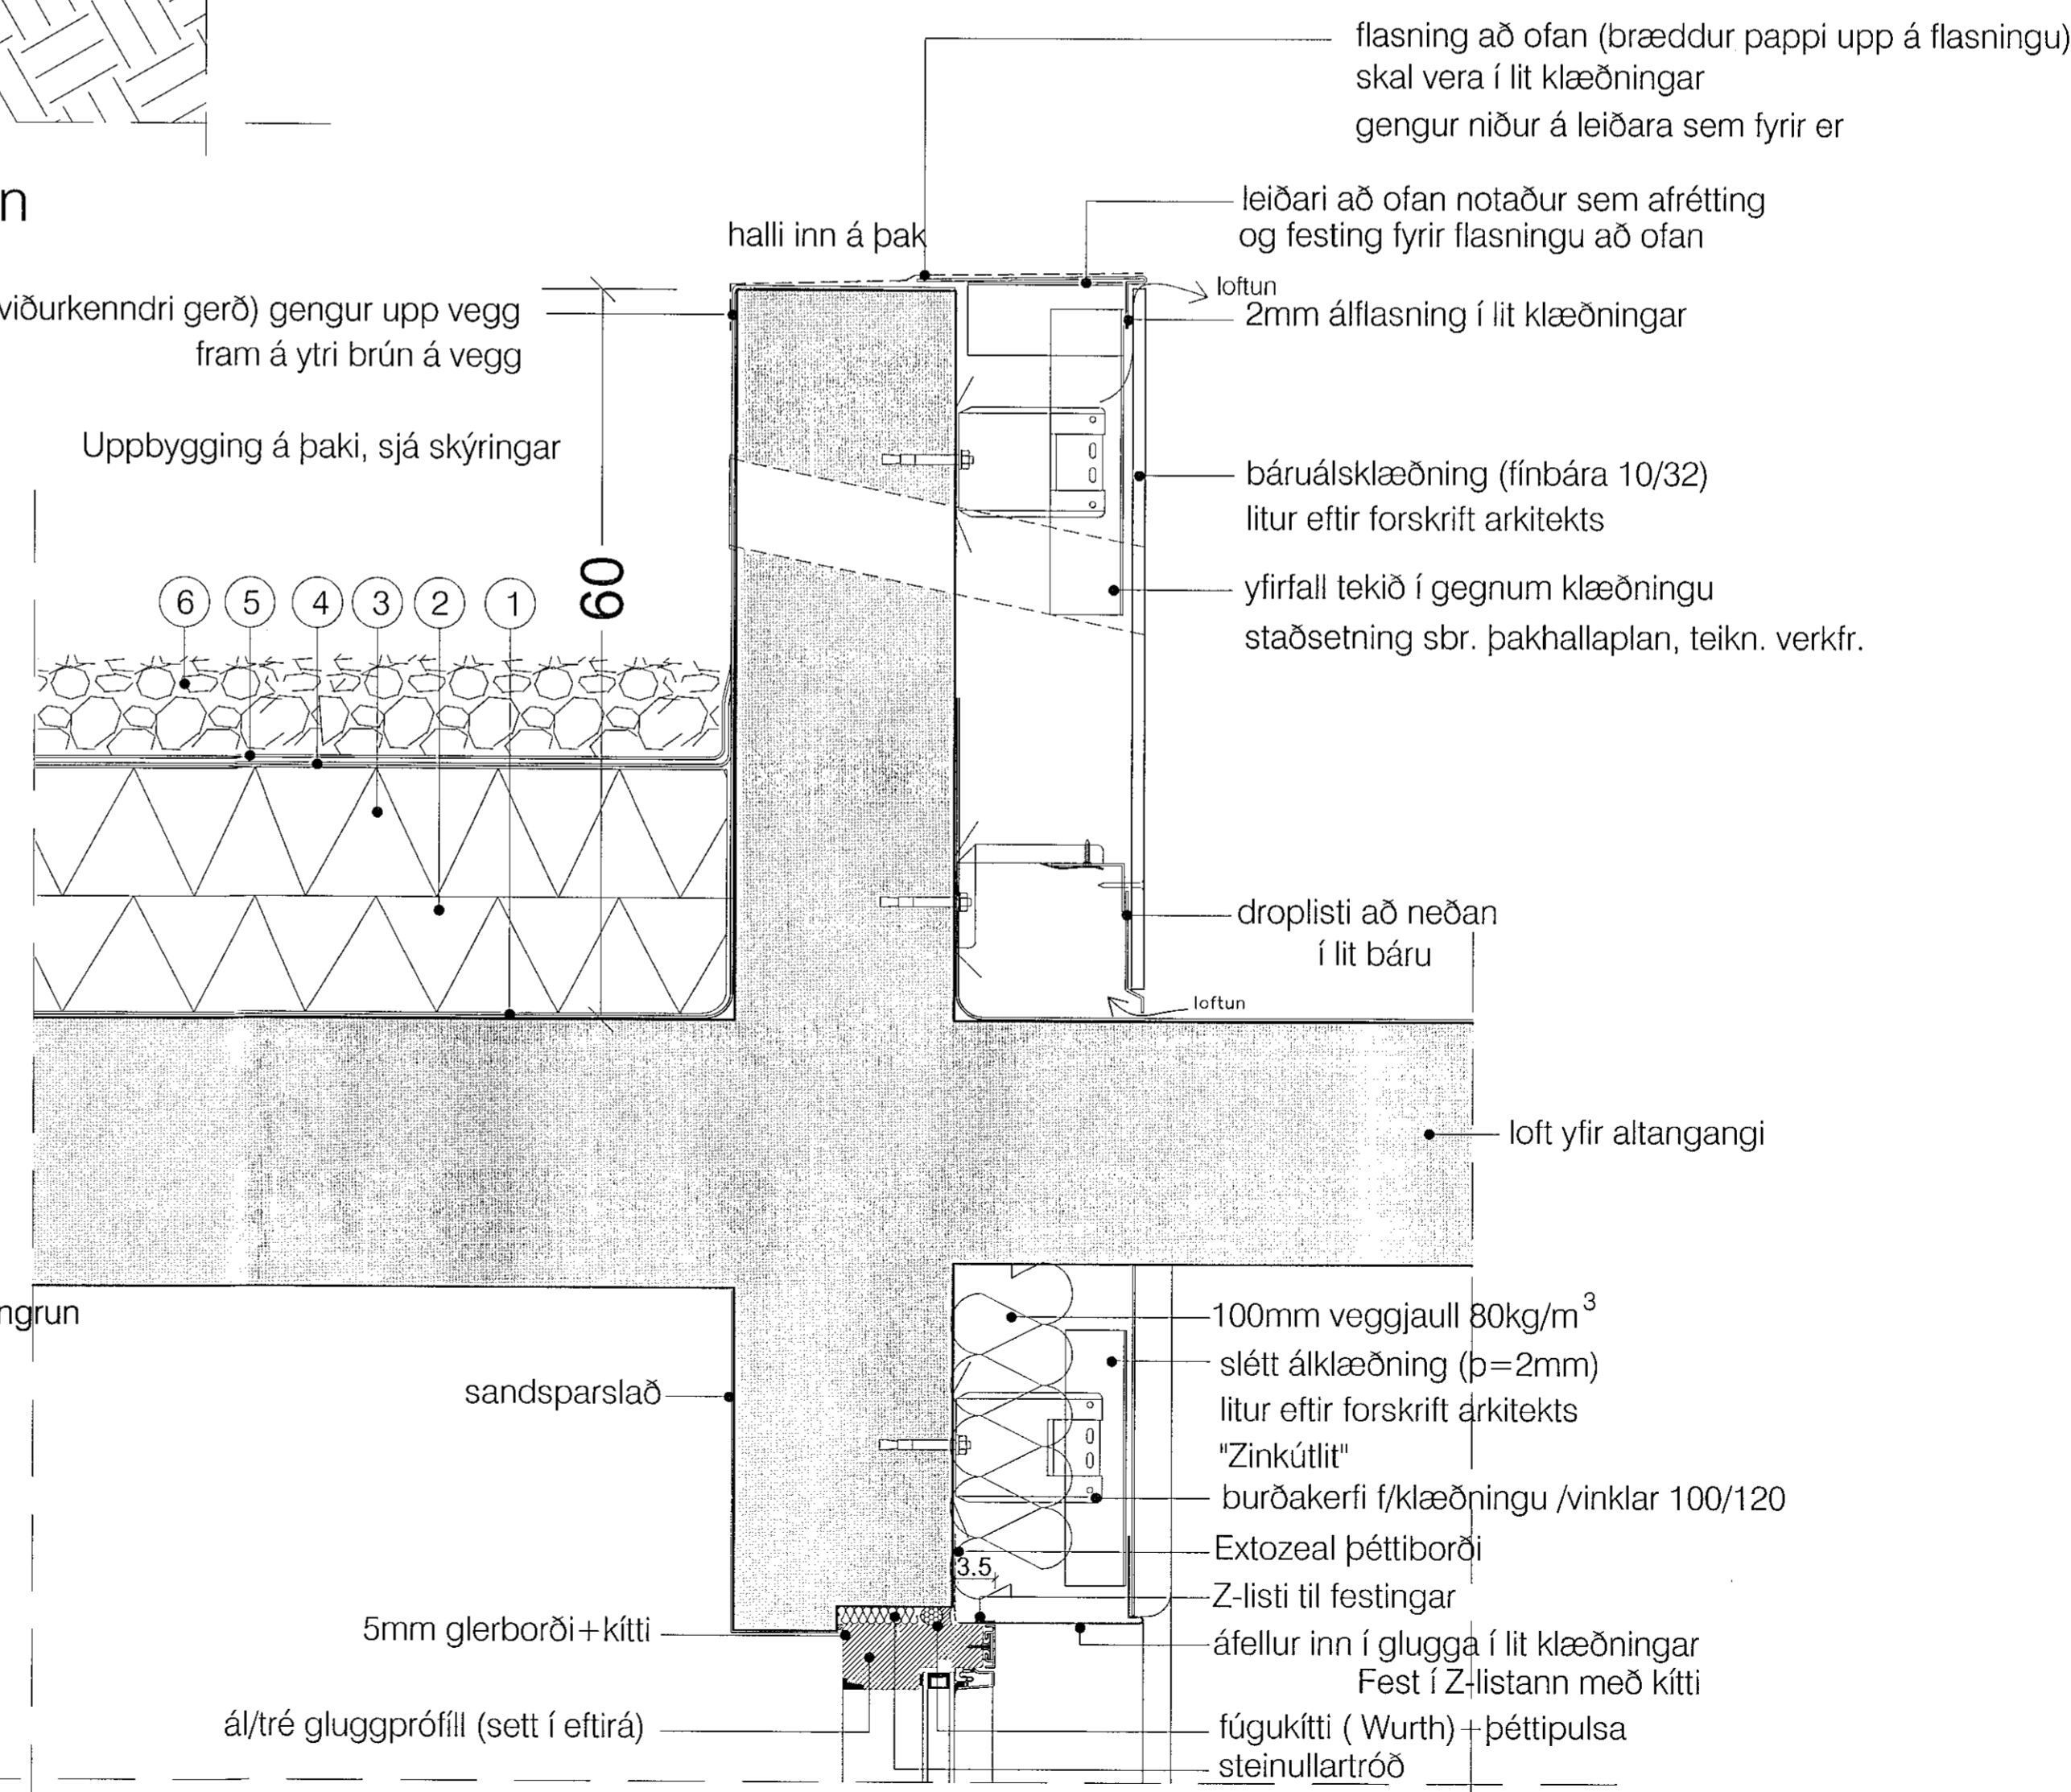 flasning að ofan (bræddur pappi upp á flasningu)
skal vera í lit klæðningar
gengur niður á leiðara sem fyrir er
n
leiðari að ofan notaður sem afrétting
og festing fyrir flasningu að ofan
halli inn á þak
loftun
viðurkenndri gerð) gengur upp vegg
fram á ytri brún á vegg
2mm álflasning í lit klæðningar
Uppbygging á þaki, sjá skýringar
báruálsklæðning (fínbára 10/32)
litur eftir forskrift arkitekts
6 5 4 3 2 1
60
yfirfall tekið í gegnum klæðningu
staðsetning sbr. þakhallaplan, teikn. verkfr.
droplisti að neðan
í lit báru
loftun
loft yfir altangangi
ngrun
100mm veggjaull 80kg/m³
slétt álklæðning (þ=2mm)
litur eftir forskrift arkitekts
"Zinkútlit"
sandsparslað
burðakerfi f/klæðningu /vinklar 100/120
Extozeal þéttiborði
3.5
Z-listi til festingar
5mm glerborði+kítti
áfellur inn í glugga í lit klæðningar
Fest í Z-listann með kítti
ál/tré gluggprófíll (sett í eftirá)
fúgukítti ( Wurth)+þéttipulsa
steinullartróð